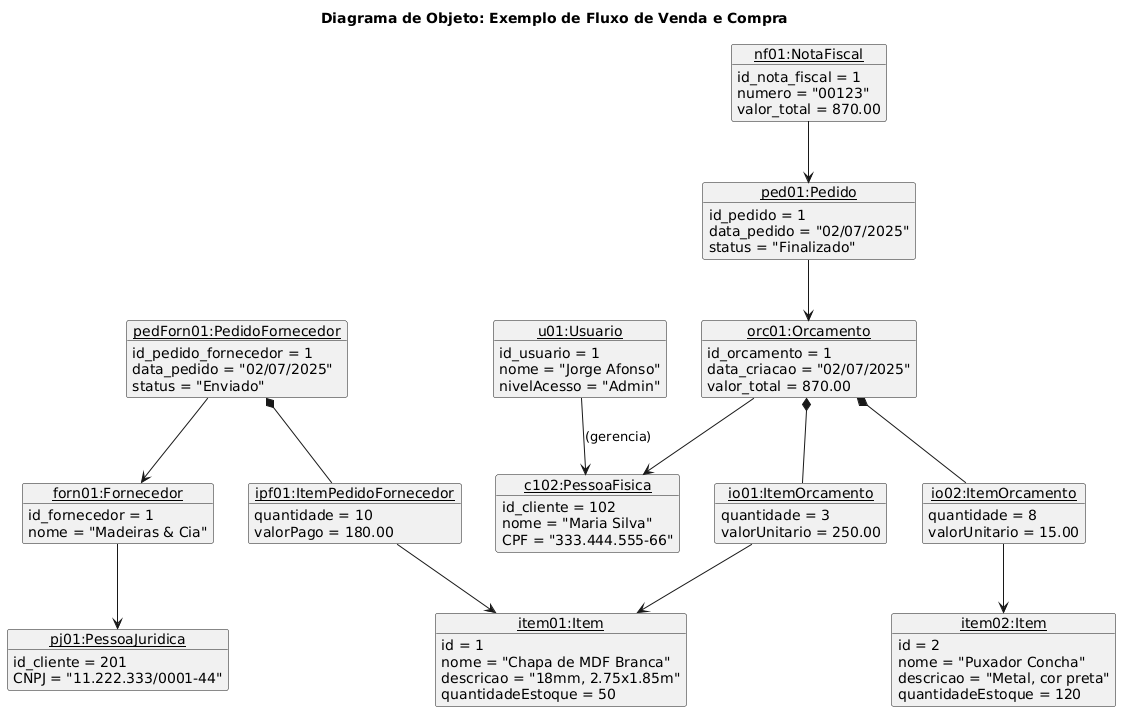 Diagrama de Objeto: Exemplo de Fluxo de Venda e Compra
nf01:NotaFiscal
id_nota_fiscal = 1
numero = "00123"
valor_total = 870.00
ped01:Pedido
id_pedido = 1
data_pedido = "02/07/2025"
status = "Finalizado"
pedForn01:PedidoFornecedor
id_pedido_fornecedor = 1
data_pedido = "02/07/2025"
status = "Enviado"
u01:Usuario
id_usuario = 1
nome = "Jorge Afonso"
nivelAcesso = "Admin"
orc01:Orcamento
id_orcamento = 1
data_criacao = "02/07/2025"
valor_total = 870.00
(gerencia)
forn01:Fornecedor
id_fornecedor = 1
nome = "Madeiras & Cia"
ipf01:ItemPedidoFornecedor
quantidade = 10
valorPago = 180.00
c102:PessoaFisica
id_cliente = 102
nome = "Maria Silva"
CPF = "333.444.555-66"
io01:ItemOrcamento
quantidade = 3
valorUnitario = 250.00
io02:ItemOrcamento
quantidade = 8
valorUnitario = 15.00
pj01:PessoaJuridica
id_cliente = 201
CNPJ = "11.222.333/0001-44"
item01:Item
id = 1
nome = "Chapa de MDF Branca"
descricao = "18mm, 2.75x1.85m"
quantidadeEstoque = 50
item02:Item
id = 2
nome = "Puxador Concha"
descricao = "Metal, cor preta"
quantidadeEstoque = 120